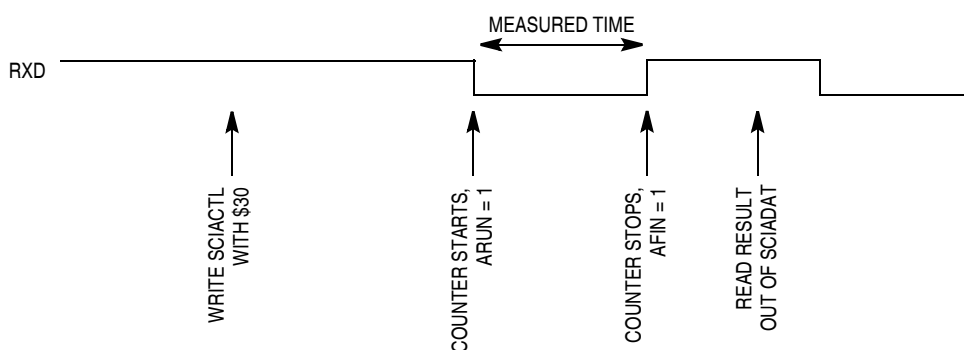 MEASURED TIME
RXD
WRITE SCIACTL
WITH $30
COUNTER STARTS,
ARUN = 1
COUNTER STOPS,
AFIN = 1
READ RESULT
OUT OF SCIADAT